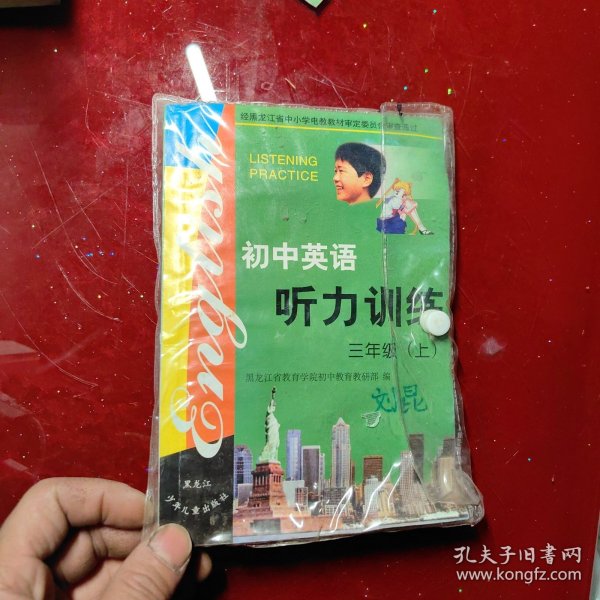 经黑龙江省中小学电教教材审定委员会审查通过
LISTENING
PRACTICE
初中英语
听力训练
三年级（上）
黑龙江省教育学院初中教育教研部 编
刘昆
English
黑龙江
少年儿童出版社
孔夫子旧书网
www.kongfz.com